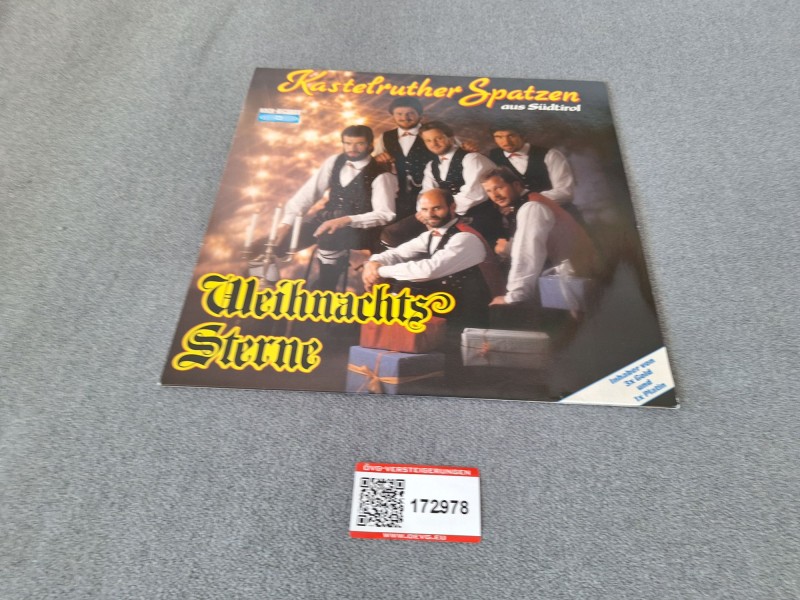 Kastelruther Spatzen
aus Südtirol
Weihnachts
Sterne
Inhaber von
3x Gold
und
1x Platin
ÖVG-VERSTEIGERUNGEN
172978
WWW.OEVG.EU